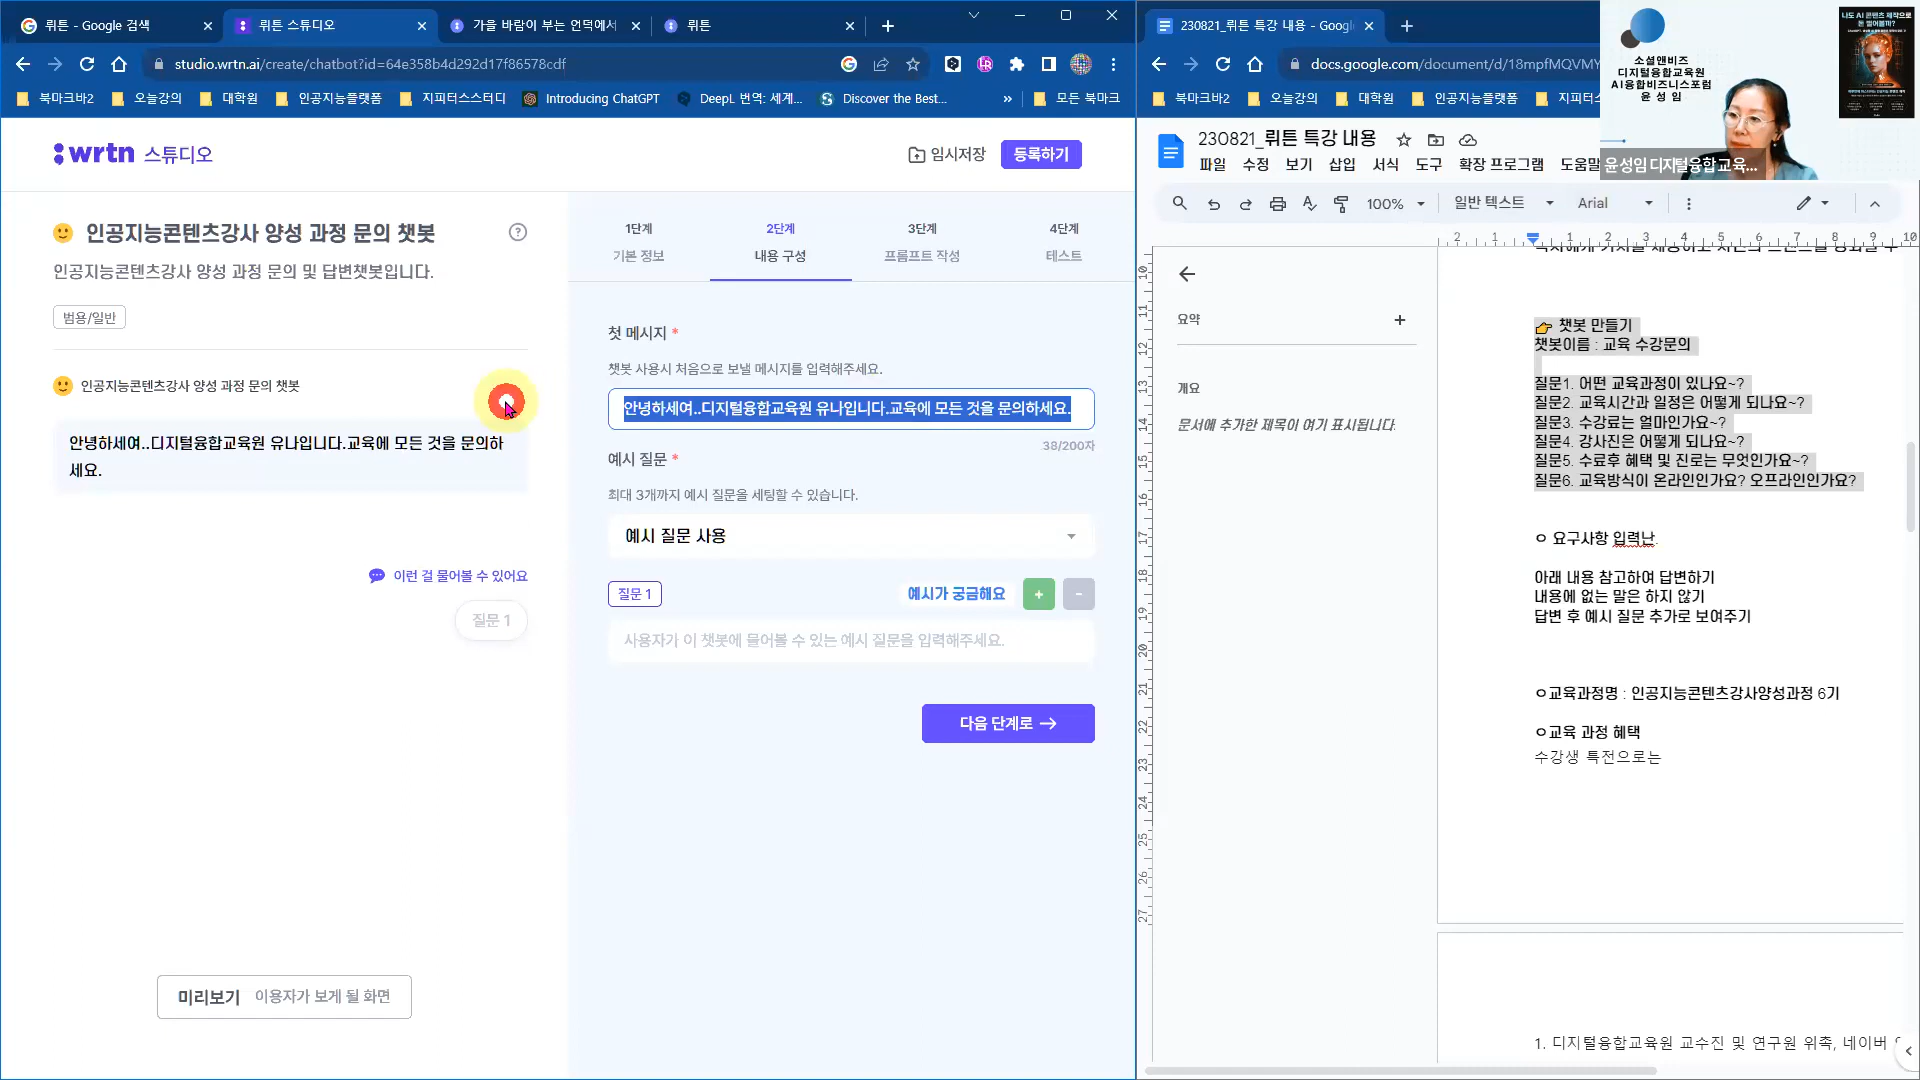 뤼튼 - Google 검색
뤼튼 스튜디오
가을 바람이 부는 언덕에서
뤼튼
studio.wrtn.ai/create/chatbot?id=64e358b4d292d17f86578cdf
북마크바2
오늘강의
대학원
인공지능플랫폼
지피터스스터디
Introducing ChatGPT
DeepL 번역: 세계...
Discover the Best...
»
모든 북마크
wrtn 스튜디오
임시저장
등록하기
인공지능콘텐츠강사 양성 과정 문의 챗봇
인공지능콘텐츠강사 양성 과정 문의 및 답변챗봇입니다.
범용/일반
인공지능콘텐츠강사 양성 과정 문의 챗봇
안녕하세여..디지털융합교육원 유나입니다.교육에 모든 것을 문의하
세요.
이런 걸 물어볼 수 있어요
질문 1
미리보기 이용자가 보게 될 화면
1단계
기본 정보
2단계
내용 구성
3단계
프롬프트 작성
4단계
테스트
첫 메시지 *
챗봇 사용시 처음으로 보낼 메시지를 입력해주세요.
안녕하세여..디지털융합교육원 유나입니다.교육에 모든 것을 문의하세요.
38/200자
예시 질문 *
최대 3개까지 예시 질문을 세팅할 수 있습니다.
예시 질문 사용
질문 1
예시가 궁금해요
+
-
사용자가 이 챗봇에 물어볼 수 있는 예시 질문을 입력해주세요.
다음 단계로 →
230821_뤼튼 특강 내용 - Googl
docs.google.com/document/d/18mpfMQVMY
북마크바2
오늘강의
대학원
인공지능플랫폼
지피터스
230821_뤼튼 특강 내용
파일
수정
보기
삽입
서식
도구
확장 프로그램
도움말
100%
일반 텍스트
Arial
2 1 1 2 3 4 5 6 7 8 9 10
요약
개요
문서에 추가한 제목이 여기 표시됩니다.
챗봇 만들기
챗봇이름 : 교육 수강문의
질문1. 어떤 교육과정이 있나요~?
질문2. 교육시간과 일정은 어떻게 되나요~?
질문3. 수강료는 얼마인가요~?
질문4. 강사진은 어떻게 되나요~?
질문5. 수료후 혜택 및 진로는 무엇인가요~?
질문6. 교육방식이 온라인인가요? 오프라인인가요?
ㅇ 요구사항 입력난.
아래 내용 참고하여 답변하기
내용에 없는 말은 하지 않기
답변 후 예시 질문 추가로 보여주기
ㅇ교육과정명 : 인공지능콘텐츠강사양성과정 6기
ㅇ교육 과정 혜택
수강생 특전으로는
1. 디지털융합교육원 교수진 및 연구원 위촉, 네이버
소셜앤비즈
디지털융합교육원
AI융합비즈니스포럼
윤 성 임
윤성임디지털융합교육...
나도 AI 콘텐츠 제작으로
돈 벌어볼까?